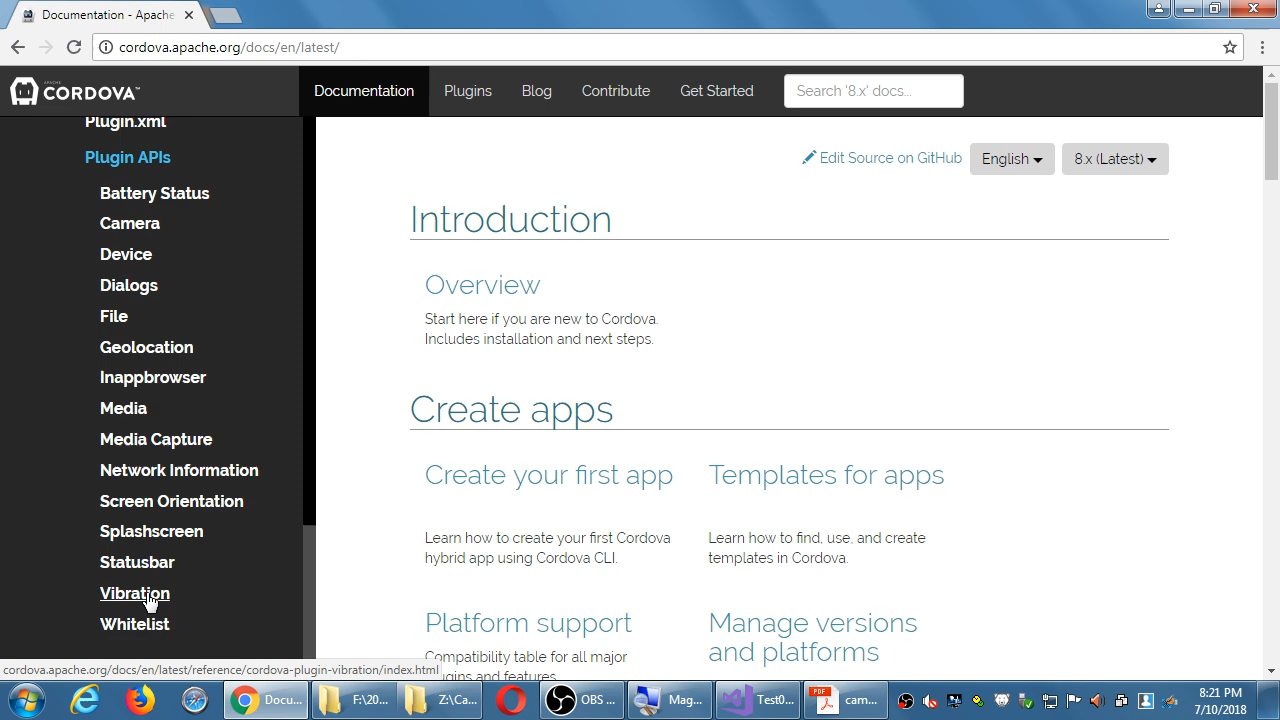 Documentation - Apache
cordova.apache.org/docs/en/latest/
APACHE
CORDOVA™
Documentation
Plugins
Blog
Contribute
Get Started
Search '8.x' docs...
Plugin.xml
Plugin APIs
Battery Status
Camera
Device
Dialogs
File
Geolocation
Inappbrowser
Media
Media Capture
Network Information
Screen Orientation
Splashscreen
Statusbar
Vibration
Whitelist
Edit Source on GitHub
English
8.x (Latest)
Introduction
Overview
Start here if you are new to Cordova.
Includes installation and next steps.
Create apps
Create your first app
Learn how to create your first Cordova
hybrid app using Cordova CLI.
Templates for apps
Learn how to find, use, and create
templates in Cordova.
Platform support
Compatibility table for all major
plugins and features.
Manage versions
and platforms
cordova.apache.org/docs/en/latest/reference/cordova-plugin-vibration/index.html
Docu...
F:\20...
Z:\Ca...
OBS ...
Mag...
Test0...
PDF
cam...
8:21 PM
7/10/2018